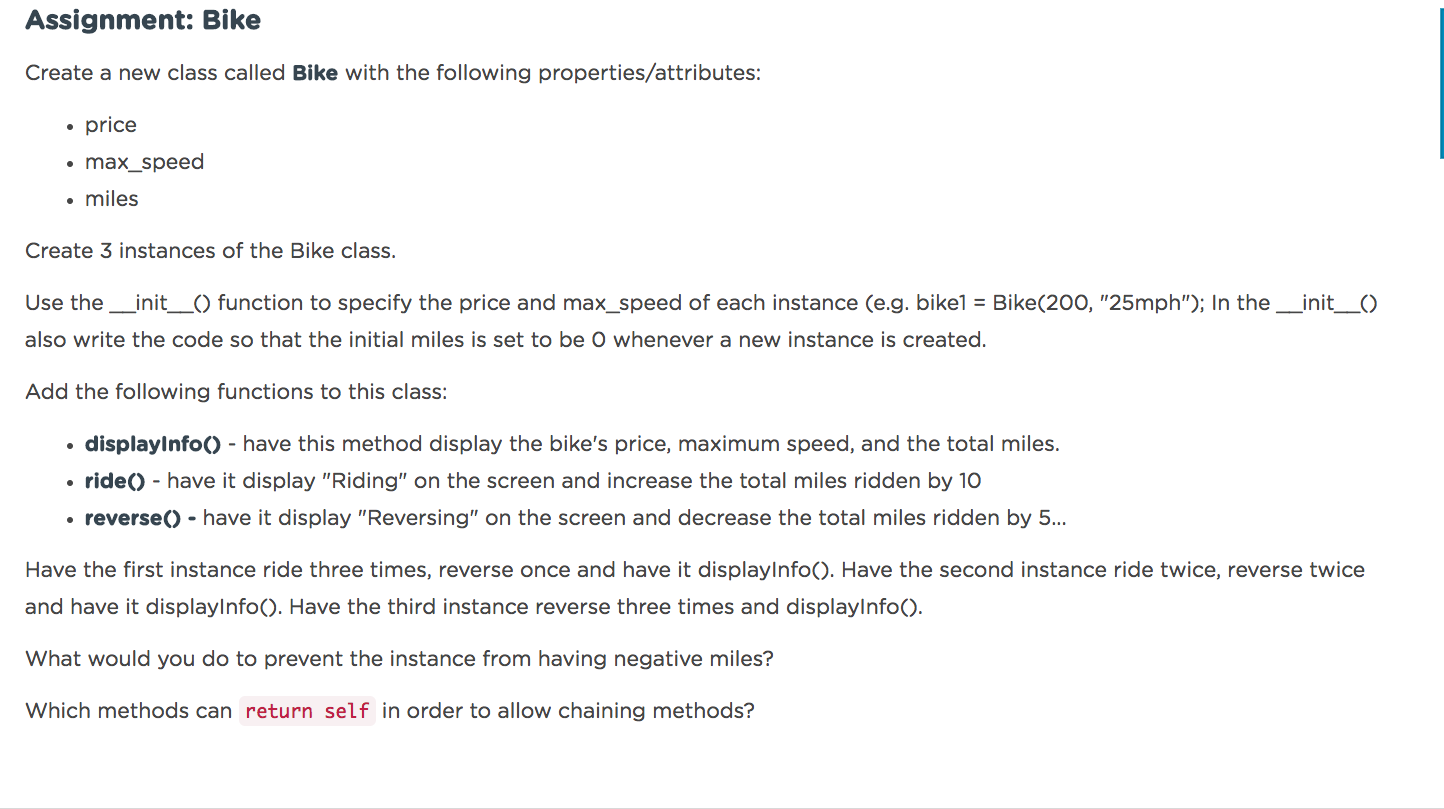 Assignment: Bike
Create a new class called Bike with the following properties/attributes:
• price
• max_speed
• miles
Create 3 instances of the Bike class.
Use the __init__() function to specify the price and max_speed of each instance (e.g. bike1 = Bike(200, "25mph"); In the __init__()
also write the code so that the initial miles is set to be 0 whenever a new instance is created.
Add the following functions to this class:
• displayInfo() - have this method display the bike's price, maximum speed, and the total miles.
• ride() - have it display "Riding" on the screen and increase the total miles ridden by 10
• reverse() - have it display "Reversing" on the screen and decrease the total miles ridden by 5...
Have the first instance ride three times, reverse once and have it displayInfo(). Have the second instance ride twice, reverse twice
and have it displayInfo(). Have the third instance reverse three times and displayInfo().
What would you do to prevent the instance from having negative miles?
Which methods can return self in order to allow chaining methods?